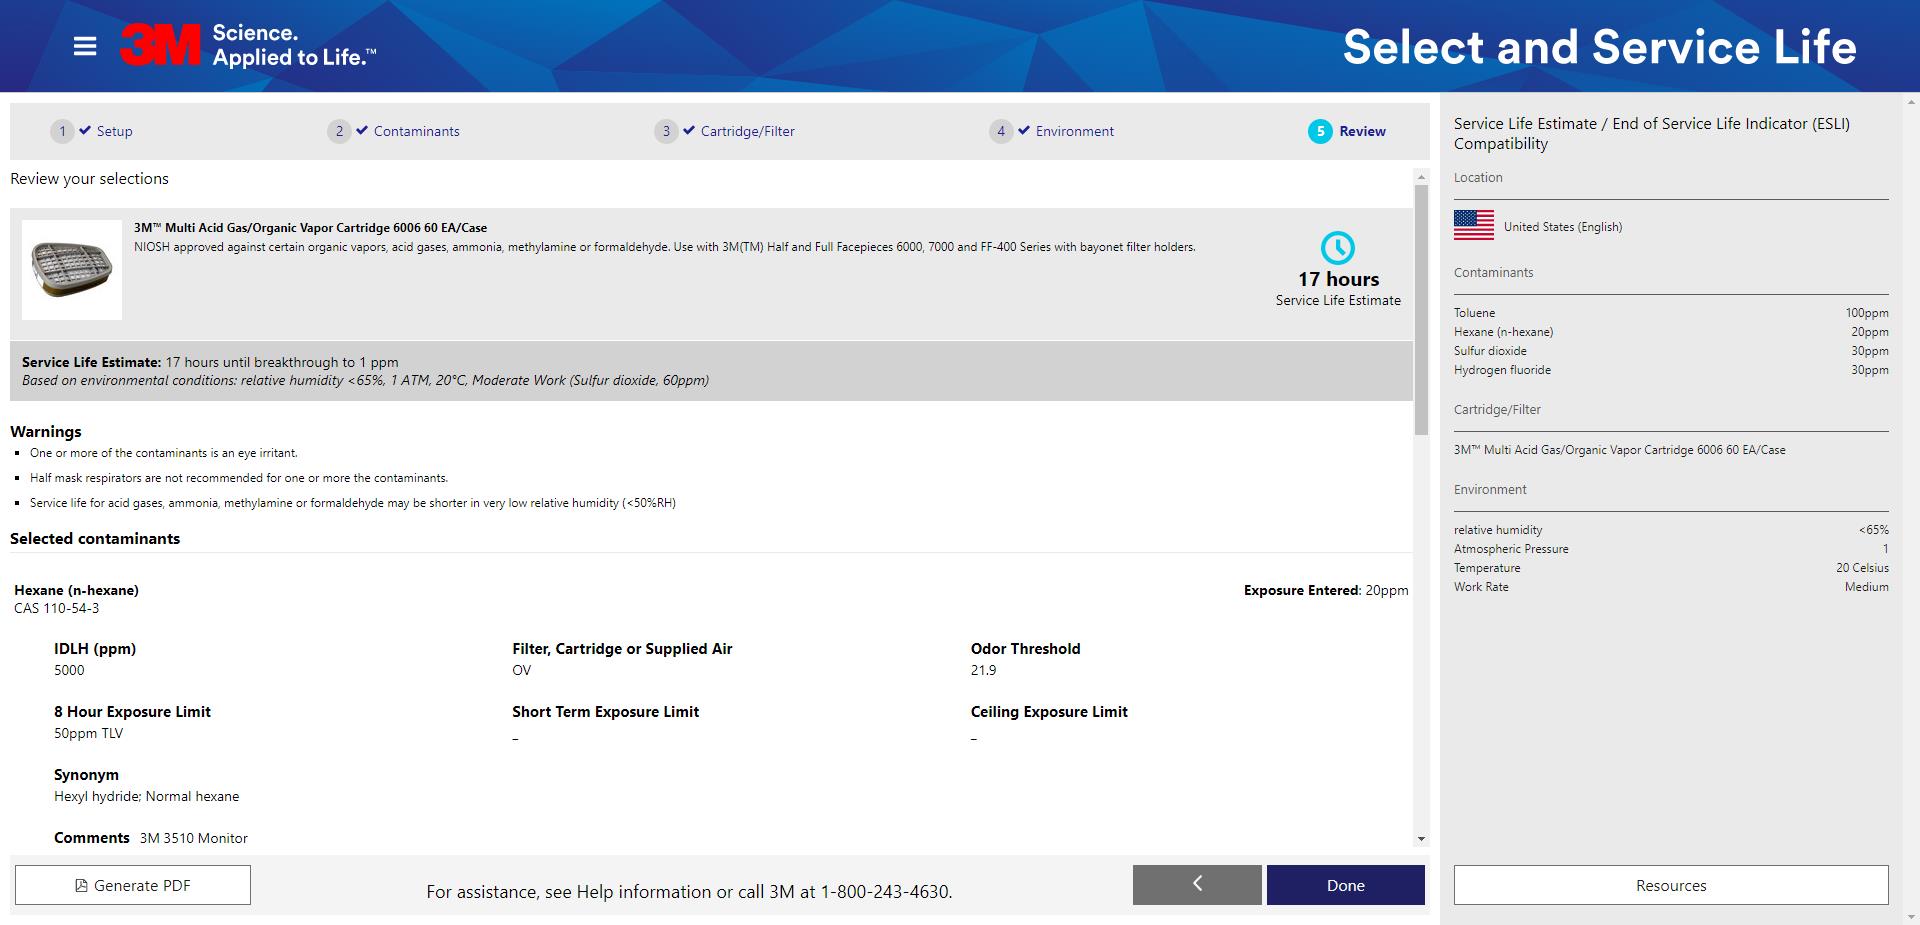 3M Science.
Applied to Life.™
Select and Service Life
1 Setup
2 Contaminants
3 Cartridge/Filter
4 Environment
5 Review
Review your selections
3M™ Multi Acid Gas/Organic Vapor Cartridge 6006 60 EA/Case
NIOSH approved against certain organic vapors, acid gases, ammonia, methylamine or formaldehyde. Use with 3M(TM) Half and Full Facepieces 6000, 7000 and FF-400 Series with bayonet filter holders.
17 hours
Service Life Estimate
Service Life Estimate: 17 hours until breakthrough to 1 ppm
Based on environmental conditions: relative humidity <65%, 1 ATM, 20°C, Moderate Work (Sulfur dioxide, 60ppm)
Warnings
▪ One or more of the contaminants is an eye irritant.
▪ Half mask respirators are not recommended for one or more the contaminants.
▪ Service life for acid gases, ammonia, methylamine or formaldehyde may be shorter in very low relative humidity (<50%RH)
Selected contaminants
Hexane (n-hexane) Exposure Entered: 20ppm
CAS 110-54-3
IDLH (ppm) Filter, Cartridge or Supplied Air Odor Threshold
5000 OV 21.9
8 Hour Exposure Limit Short Term Exposure Limit Ceiling Exposure Limit
50ppm TLV _ _
Synonym
Hexyl hydride; Normal hexane
Comments 3M 3510 Monitor
Generate PDF
For assistance, see Help information or call 3M at 1-800-243-4630.
Done
Service Life Estimate / End of Service Life Indicator (ESLI)
Compatibility
Location
United States (English)
Contaminants
Toluene 100ppm
Hexane (n-hexane) 20ppm
Sulfur dioxide 30ppm
Hydrogen fluoride 30ppm
Cartridge/Filter
3M™ Multi Acid Gas/Organic Vapor Cartridge 6006 60 EA/Case
Environment
relative humidity <65%
Atmospheric Pressure 1
Temperature 20 Celsius
Work Rate Medium
Resources